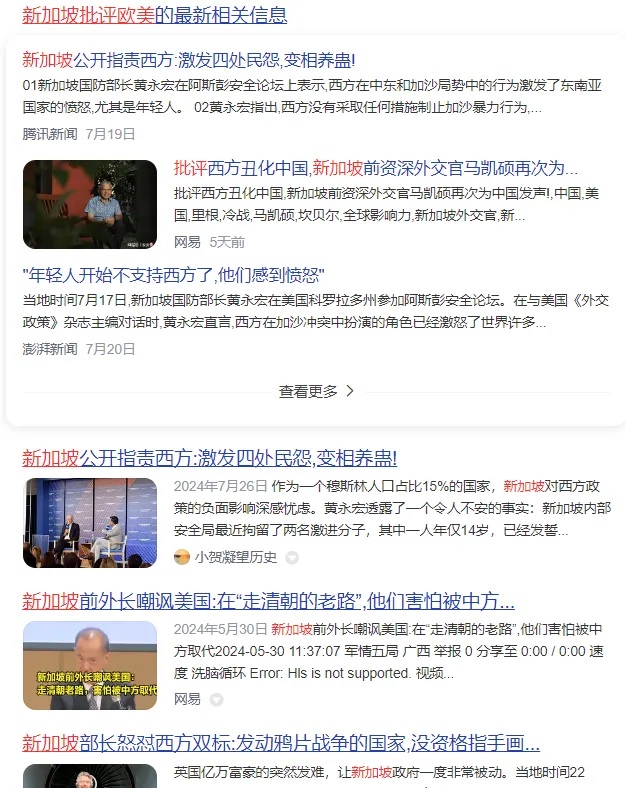 新加坡批评欧美的最新相关信息
新加坡公开指责西方:激发四处民怨,变相养蛊!
01新加坡国防部长黄永宏在阿斯彭安全论坛上表示,西方在中东和加沙局势中的行为激发了东南亚
国家的愤怒,尤其是年轻人。 02黄永宏指出,西方没有采取任何措施制止加沙暴力行为,...
腾讯新闻 7月19日
批评西方丑化中国,新加坡前资深外交官马凯硕再次为...
批评西方丑化中国,新加坡前资深外交官马凯硕再次为中国发声!,中国,美
国,里根,冷战,马凯硕,坎贝尔,全球影响力,新加坡外交官,新...
网易 5天前
"年轻人开始不支持西方了,他们感到愤怒"
当地时间7月17日,新加坡国防部长黄永宏在美国科罗拉多州参加阿斯彭安全论坛。在与美国《外交
政策》杂志主编对话时,黄永宏直言,西方在加沙冲突中扮演的角色已经激怒了世界许多...
澎湃新闻 7月20日
查看更多
新加坡公开指责西方:激发四处民怨,变相养蛊!
2024年7月26日 作为一个穆斯林人口占比15%的国家，新加坡对西方政
策的负面影响深感忧虑。黄永宏透露了一个令人不安的事实：新加坡内部
安全局最近拘留了两名激进分子，其中一人年仅14岁，已经发誓...
小贺凝望历史
新加坡前外长嘲讽美国:在“走清朝的老路”,他们害怕被中方...
2024年5月30日 新加坡前外长嘲讽美国:在“走清朝的老路”,他们害怕被中
方取代2024-05-30 11:37:07 军情五局 广西 举报 0 分享至 0:00 / 0:00 速
度 洗脑循环 Error: Hls is not supported. 视频...
新加坡前外长嘲讽美国：
走清朝老路，害怕被中方取代
网易
新加坡部长怒怼西方双标:发动鸦片战争的国家,没资格指手画...
英国亿万富豪的突然发难，让新加坡政府一度非常被动。当地时间22